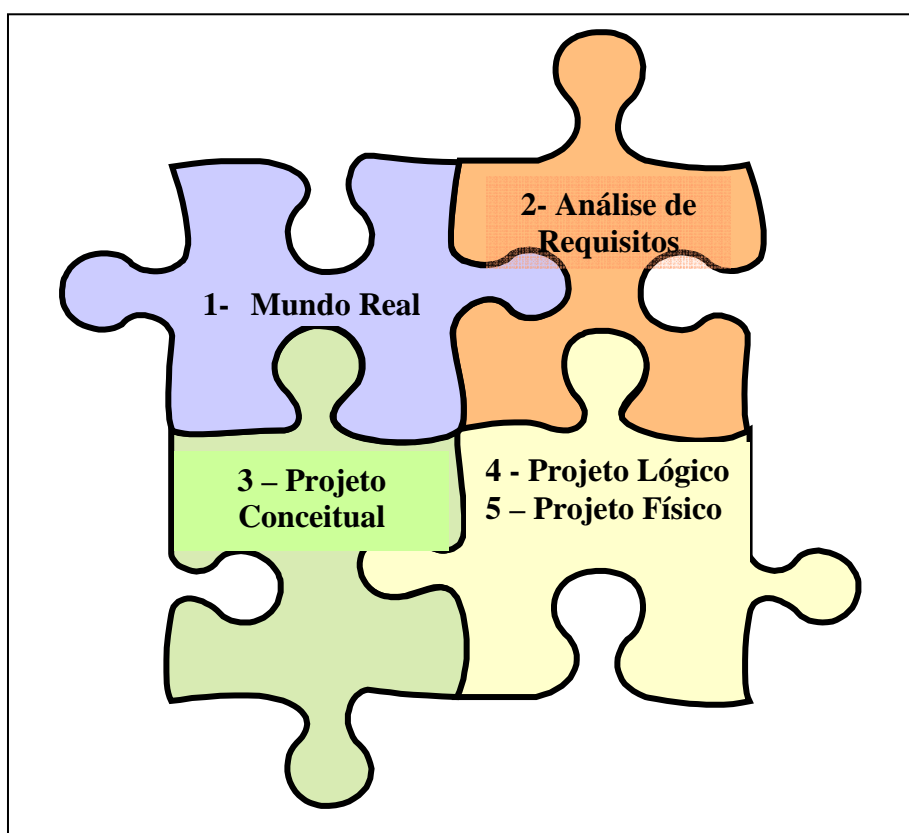 2- Análise de
Requisitos
1- Mundo Real
3 – Projeto
Conceitual
4 - Projeto Lógico
5 – Projeto Físico